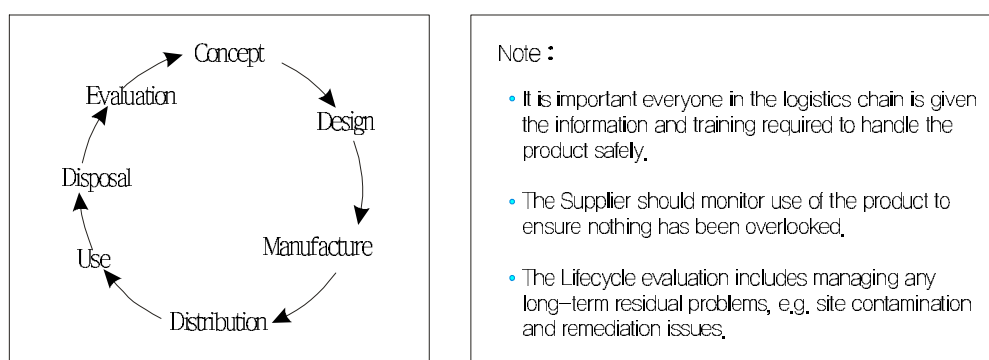 Concept
Design
Manufacture
Distribution
Use
Disposal
Evaluation
Note :
• It is important everyone in the logistics chain is given
the information and training required to handle the
product safely.
• The Supplier should monitor use of the product to
ensure nothing has been overlooked.
• The Lifecycle evaluation includes managing any
long-term residual problems, e.g. site contamination
and remediation issues.